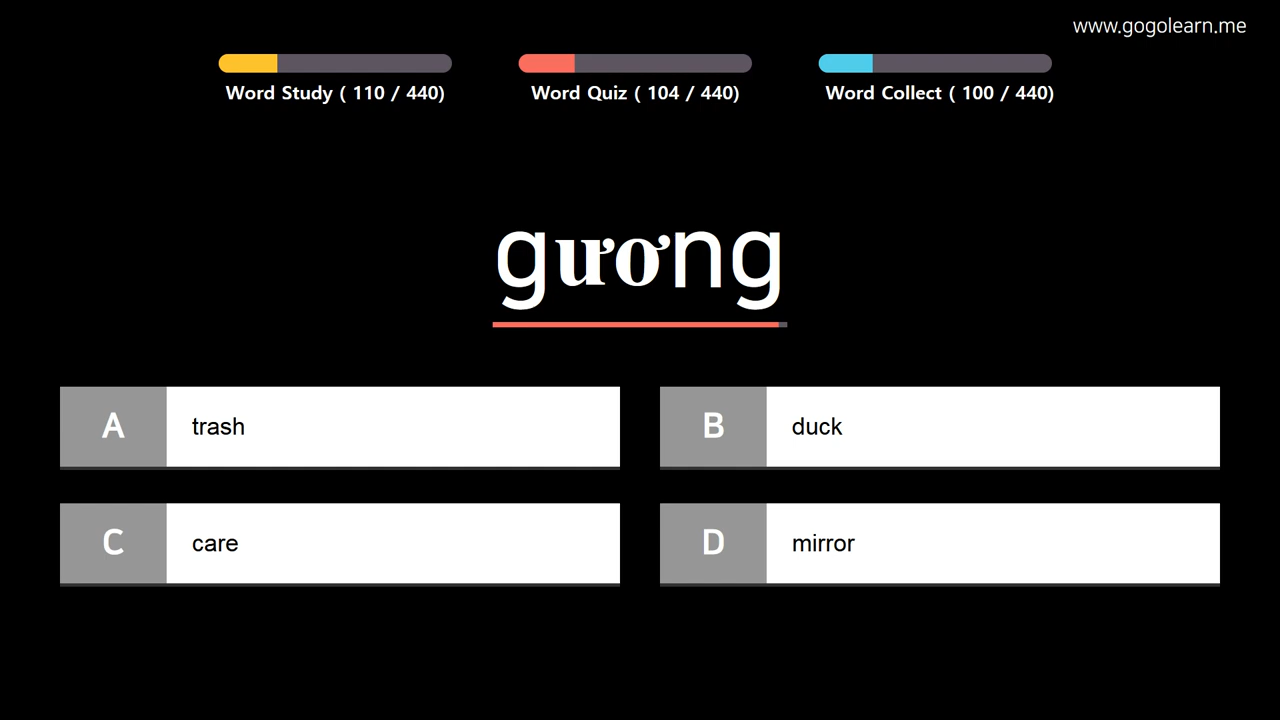 www.gogolearn.me
Word Study ( 110 / 440)
Word Quiz ( 104 / 440)
Word Collect ( 100 / 440)
gương
A trash
B duck
C care
D mirror